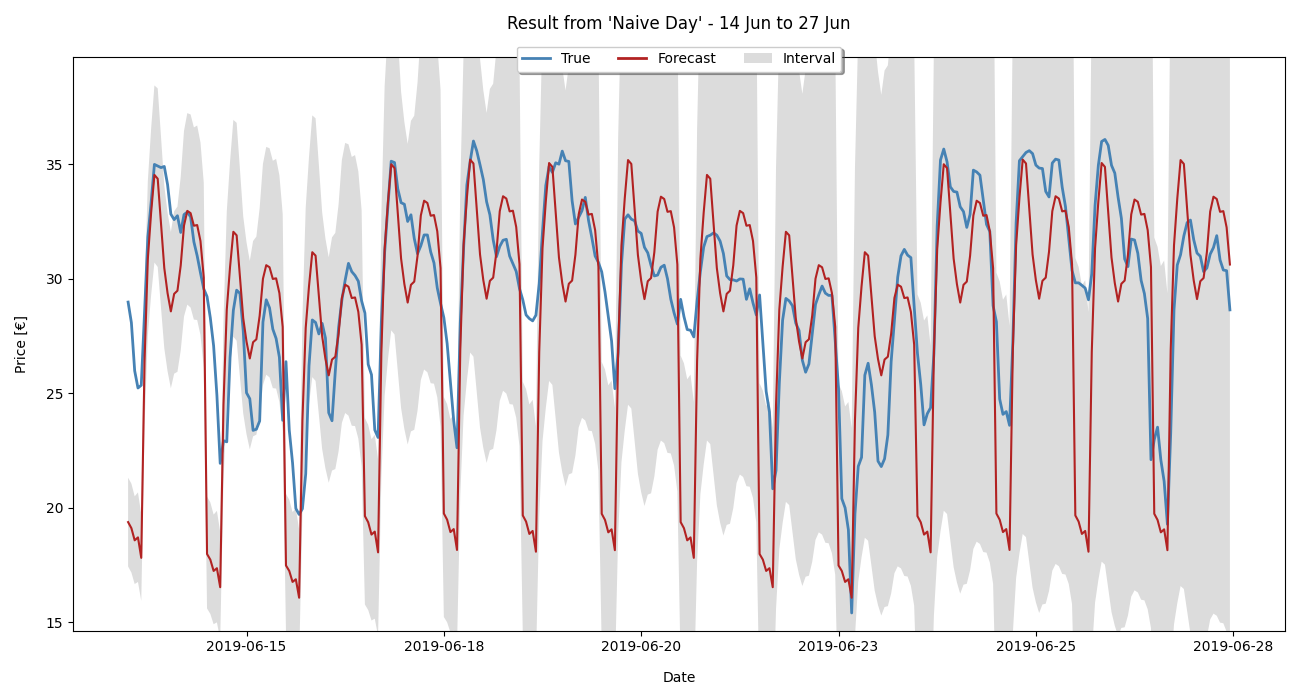 Result from 'Naive Day' - 14 Jun to 27 Jun
True Forecast Interval
Price [€]
35
30
25
20
15
2019-06-15 2019-06-18 2019-06-20 2019-06-23 2019-06-25 2019-06-28
Date